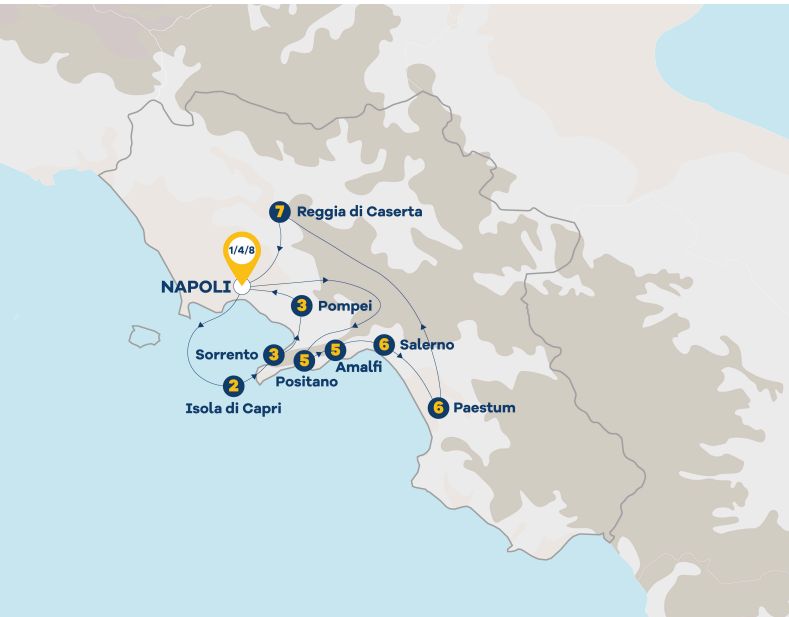 7 Reggia di Caserta
1/4/8
NAPOLI
3 Pompei
Sorrento 3
5
Positano
5
Amalfi
6 Salerno
2
Isola di Capri
6 Paestum